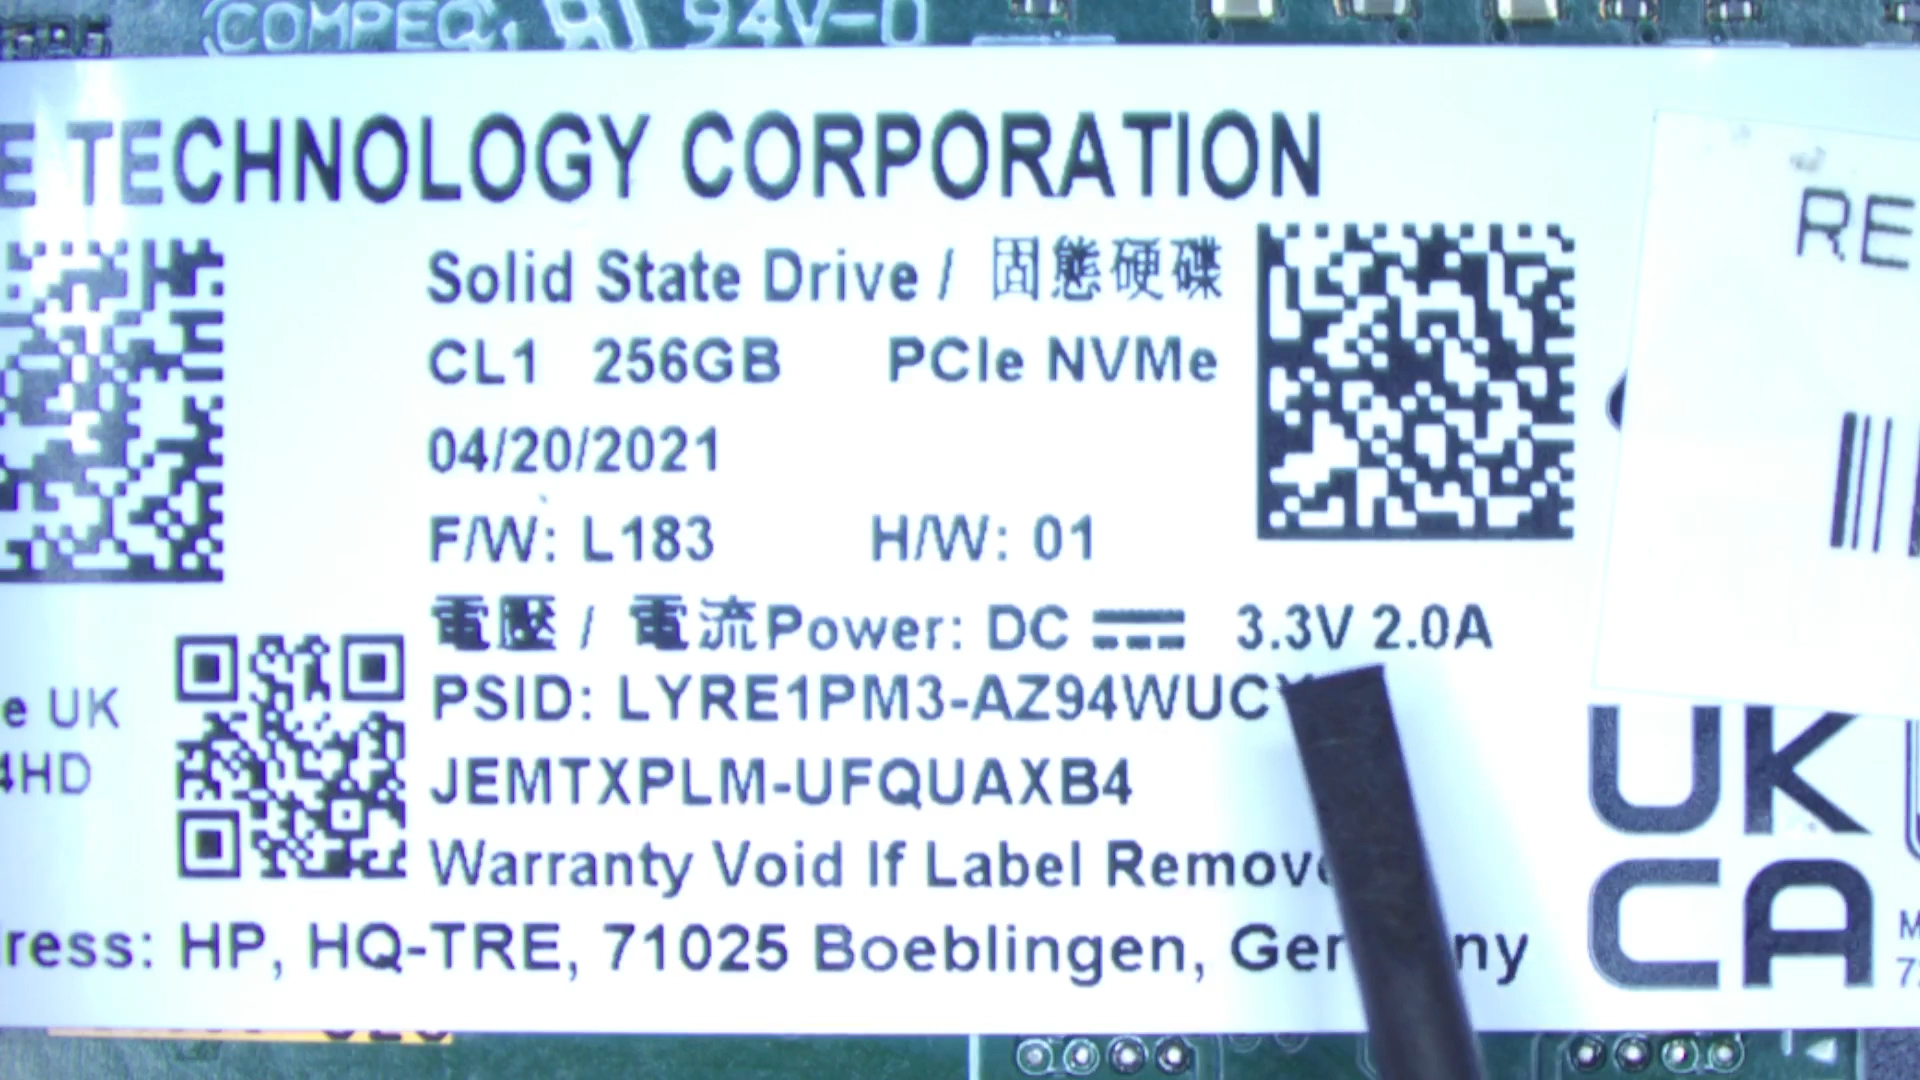 COMPEQ. 94V-0
E TECHNOLOGY CORPORATION
RE
Solid State Drive / 固態硬碟
CL1 256GB PCIe NVMe
04/20/2021
F/W: L183 H/W: 01
電壓 / 電流Power: DC 3.3V 2.0A
PSID: LYRE1PM3-AZ94WUC
JEMTXPLM-UFQUAXB4
e UK
4HD
Warranty Void If Label Remov
ress: HP, HQ-TRE, 71025 Boeblingen, Ger ny
UK
CA